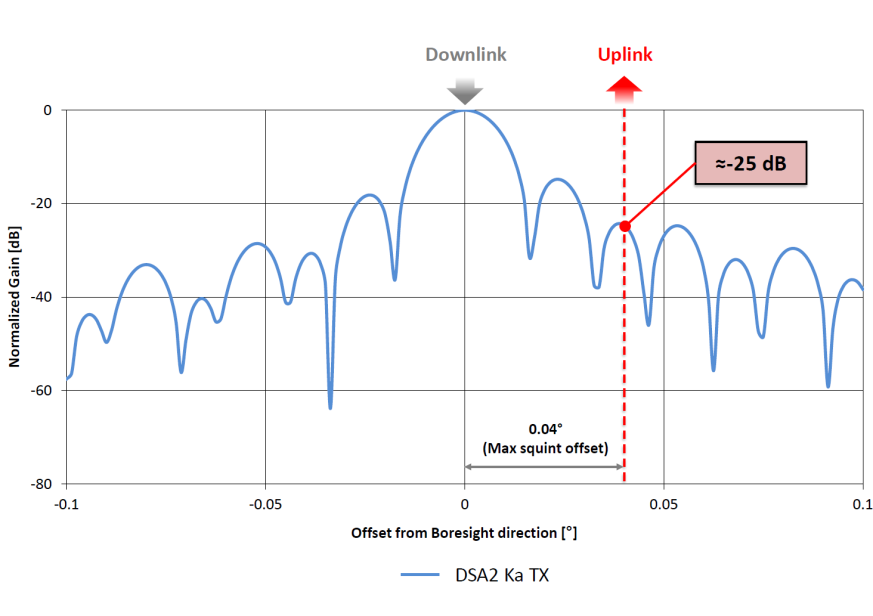 Downlink
Uplink
≈-25 dB
0
-20
-40
-60
-80
Normalized Gain [dB]
0.04°
(Max squint offset)
-0.1
-0.05
0
0.05
0.1
Offset from Boresight direction [°]
DSA2 Ka TX